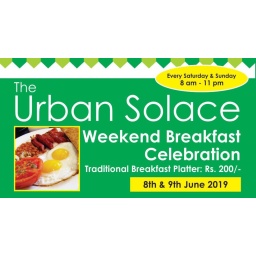 Every Saturday & Sunday
8 am - 11 pm
The
Urban Solace
Weekend Breakfast
Celebration
Traditional Breakfast Platter: Rs. 200/-
8th & 9th June 2019